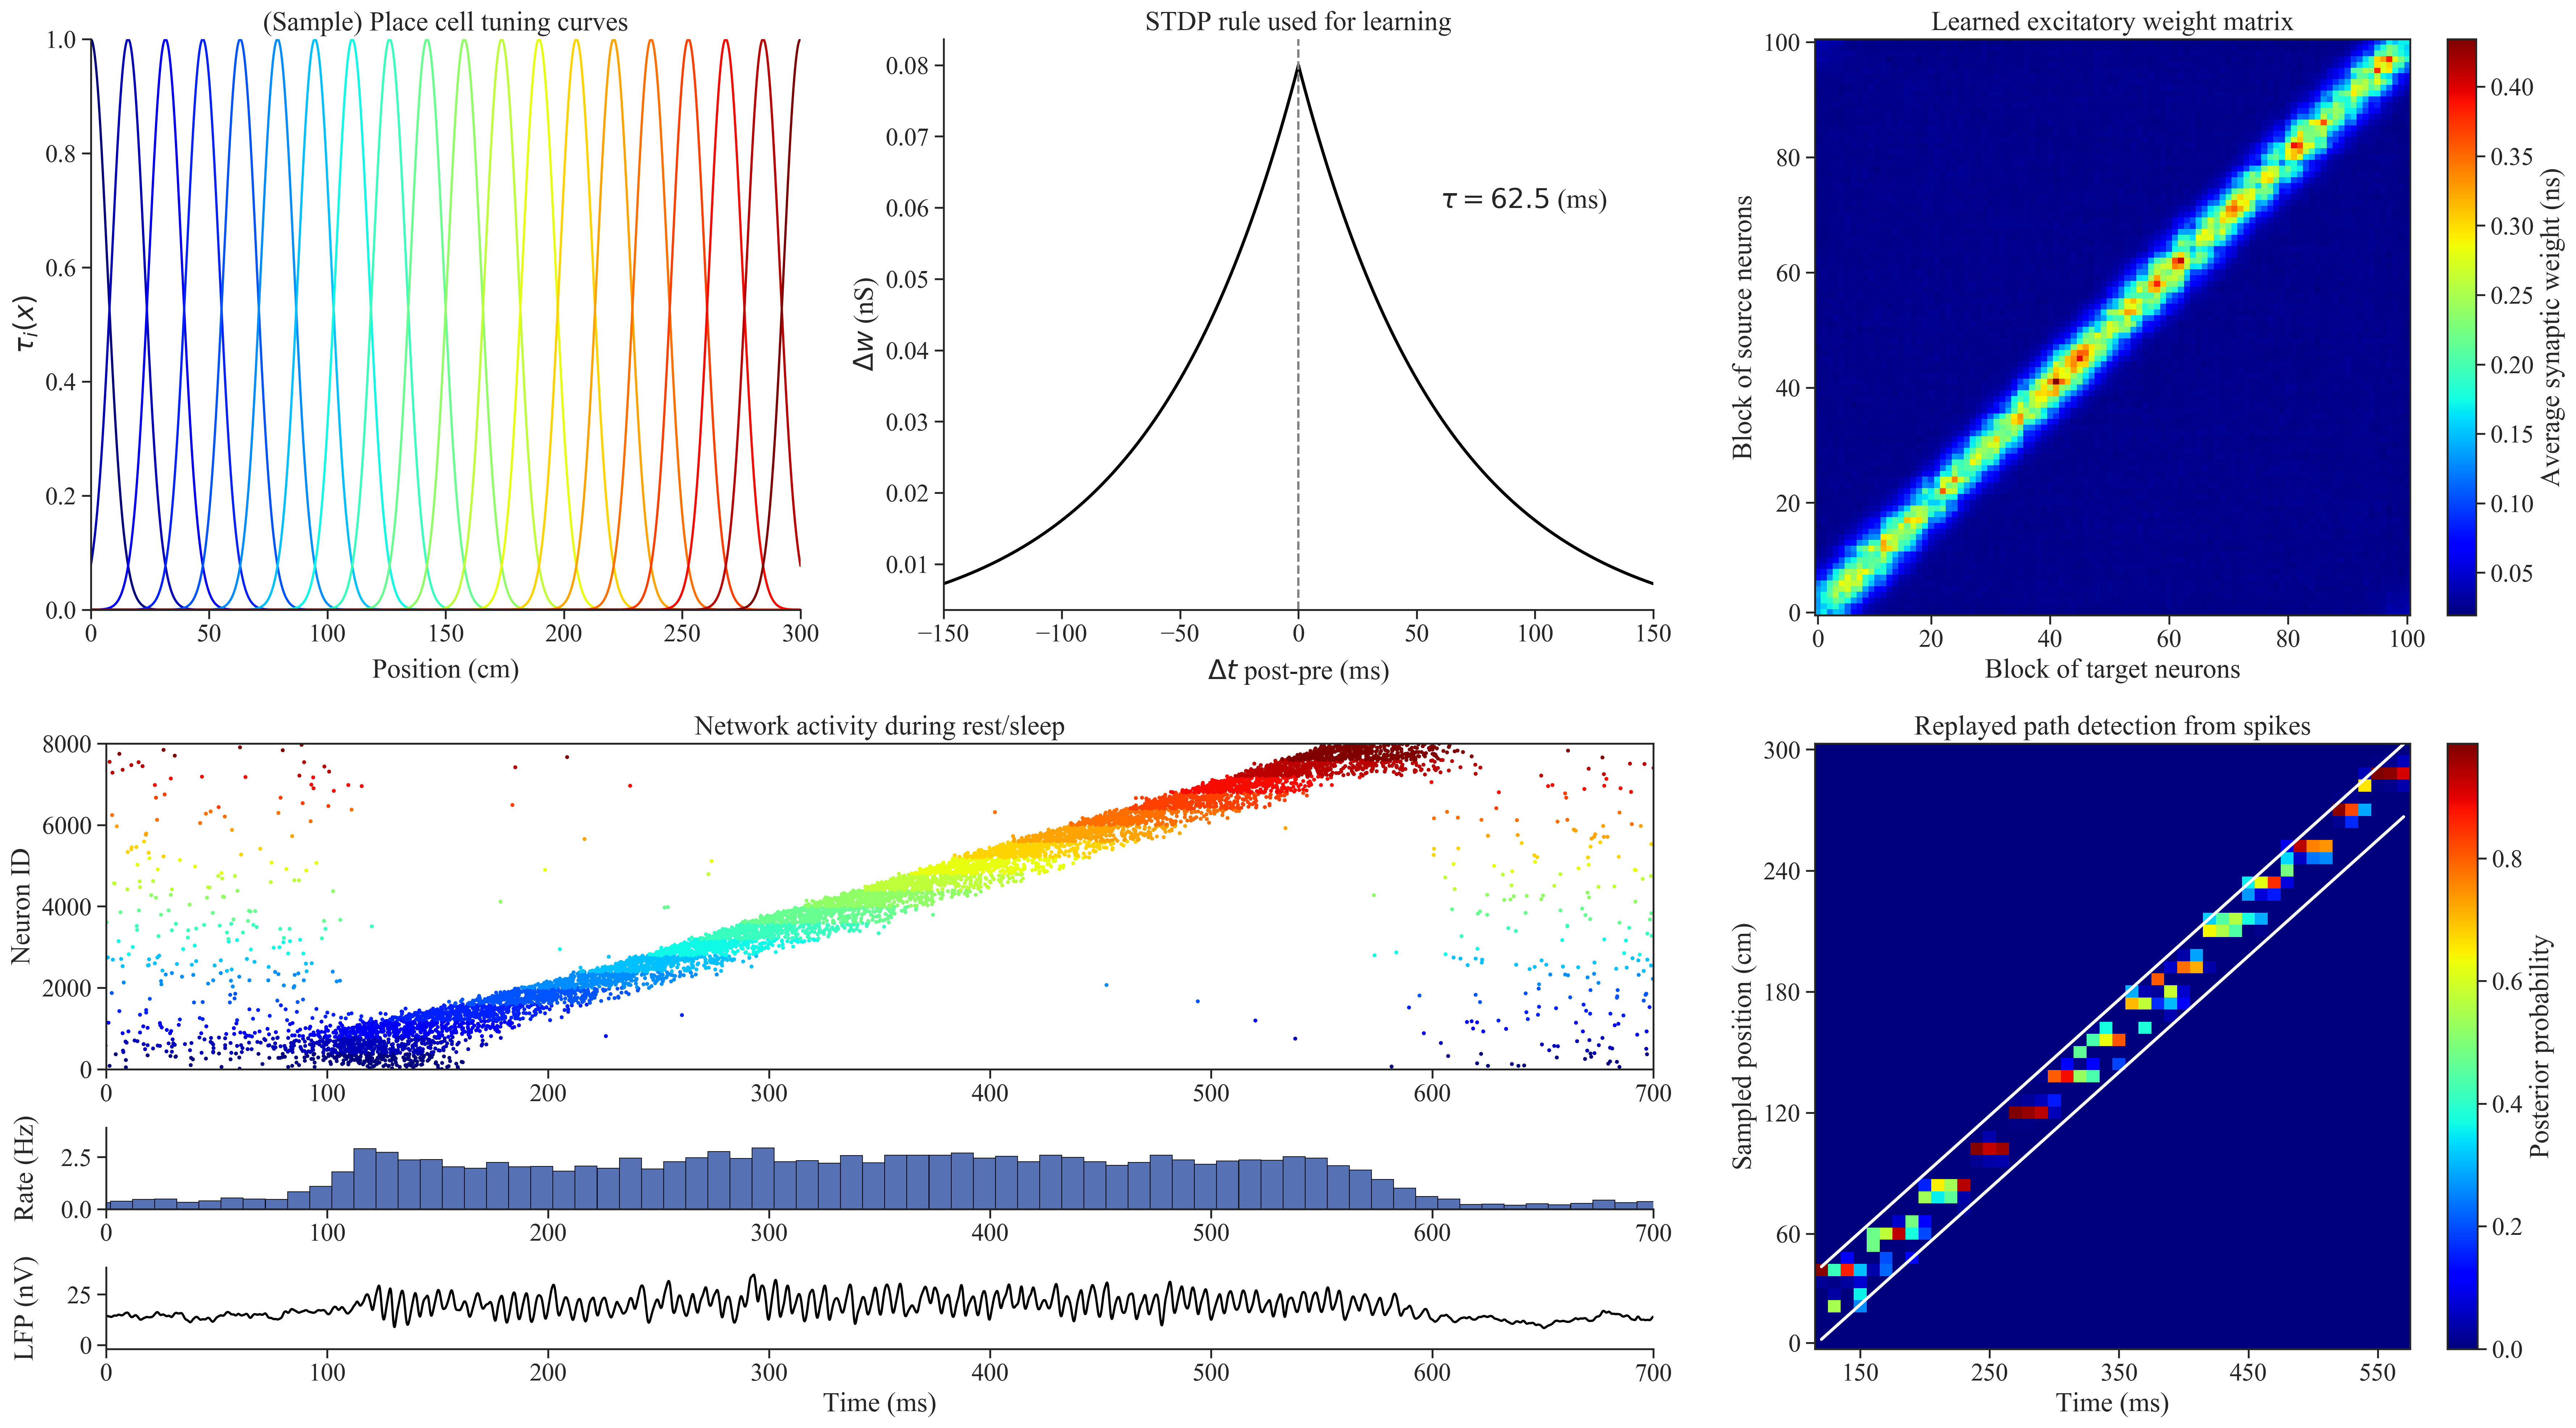 (Sample) Place cell tuning curves
1.0
0.8
0.6
0.4
0.2
0.0
τi(x)
0 50 100 150 200 250 300
Position (cm)
STDP rule used for learning
0.08
0.07
0.06
0.05
0.04
0.03
0.02
0.01
Δw (nS)
τ = 62.5 (ms)
−150 −100 −50 0 50 100 150
Δt post-pre (ms)
Learned excitatory weight matrix
100
80
60
40
20
0
Block of source neurons
0 20 40 60 80 100
Block of target neurons
0.40
0.35
0.30
0.25
0.20
0.15
0.10
0.05
Average synaptic weight (ns)
Network activity during rest/sleep
8000
6000
4000
2000
0
Neuron ID
0 100 200 300 400 500 600 700
2.5
0.0
Rate (Hz)
0 100 200 300 400 500 600 700
25
0
LFP (nV)
0 100 200 300 400 500 600 700
Time (ms)
Replayed path detection from spikes
300
240
180
120
60
0
Sampled position (cm)
150 250 350 450 550
Time (ms)
0.8
0.6
0.4
0.2
0.0
Posterior probability